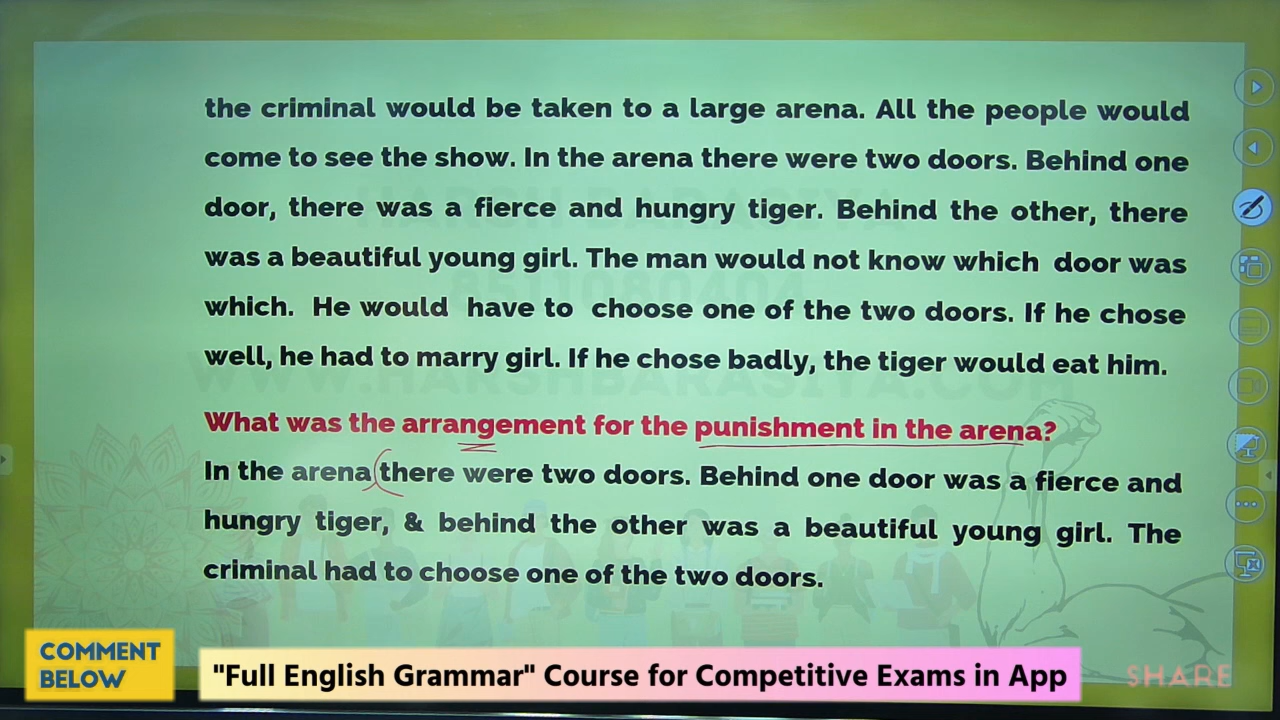 the criminal would be taken to a large arena. All the people would
come to see the show. In the arena there were two doors. Behind one
door, there was a fierce and hungry tiger. Behind the other, there
was a beautiful young girl. The man would not know which door was
which. He would have to choose one of the two doors. If he chose
well, he had to marry girl. If he chose badly, the tiger would eat him.
What was the arrangement for the punishment in the arena?
In the arena there were two doors. Behind one door was a fierce and
hungry tiger, & behind the other was a beautiful young girl. The
criminal had to choose one of the two doors.
HARSH BARASIYA
WWW.HARSHBARASIYA.COM
COMMENT
BELOW
"Full English Grammar" Course for Competitive Exams in App
SHARE